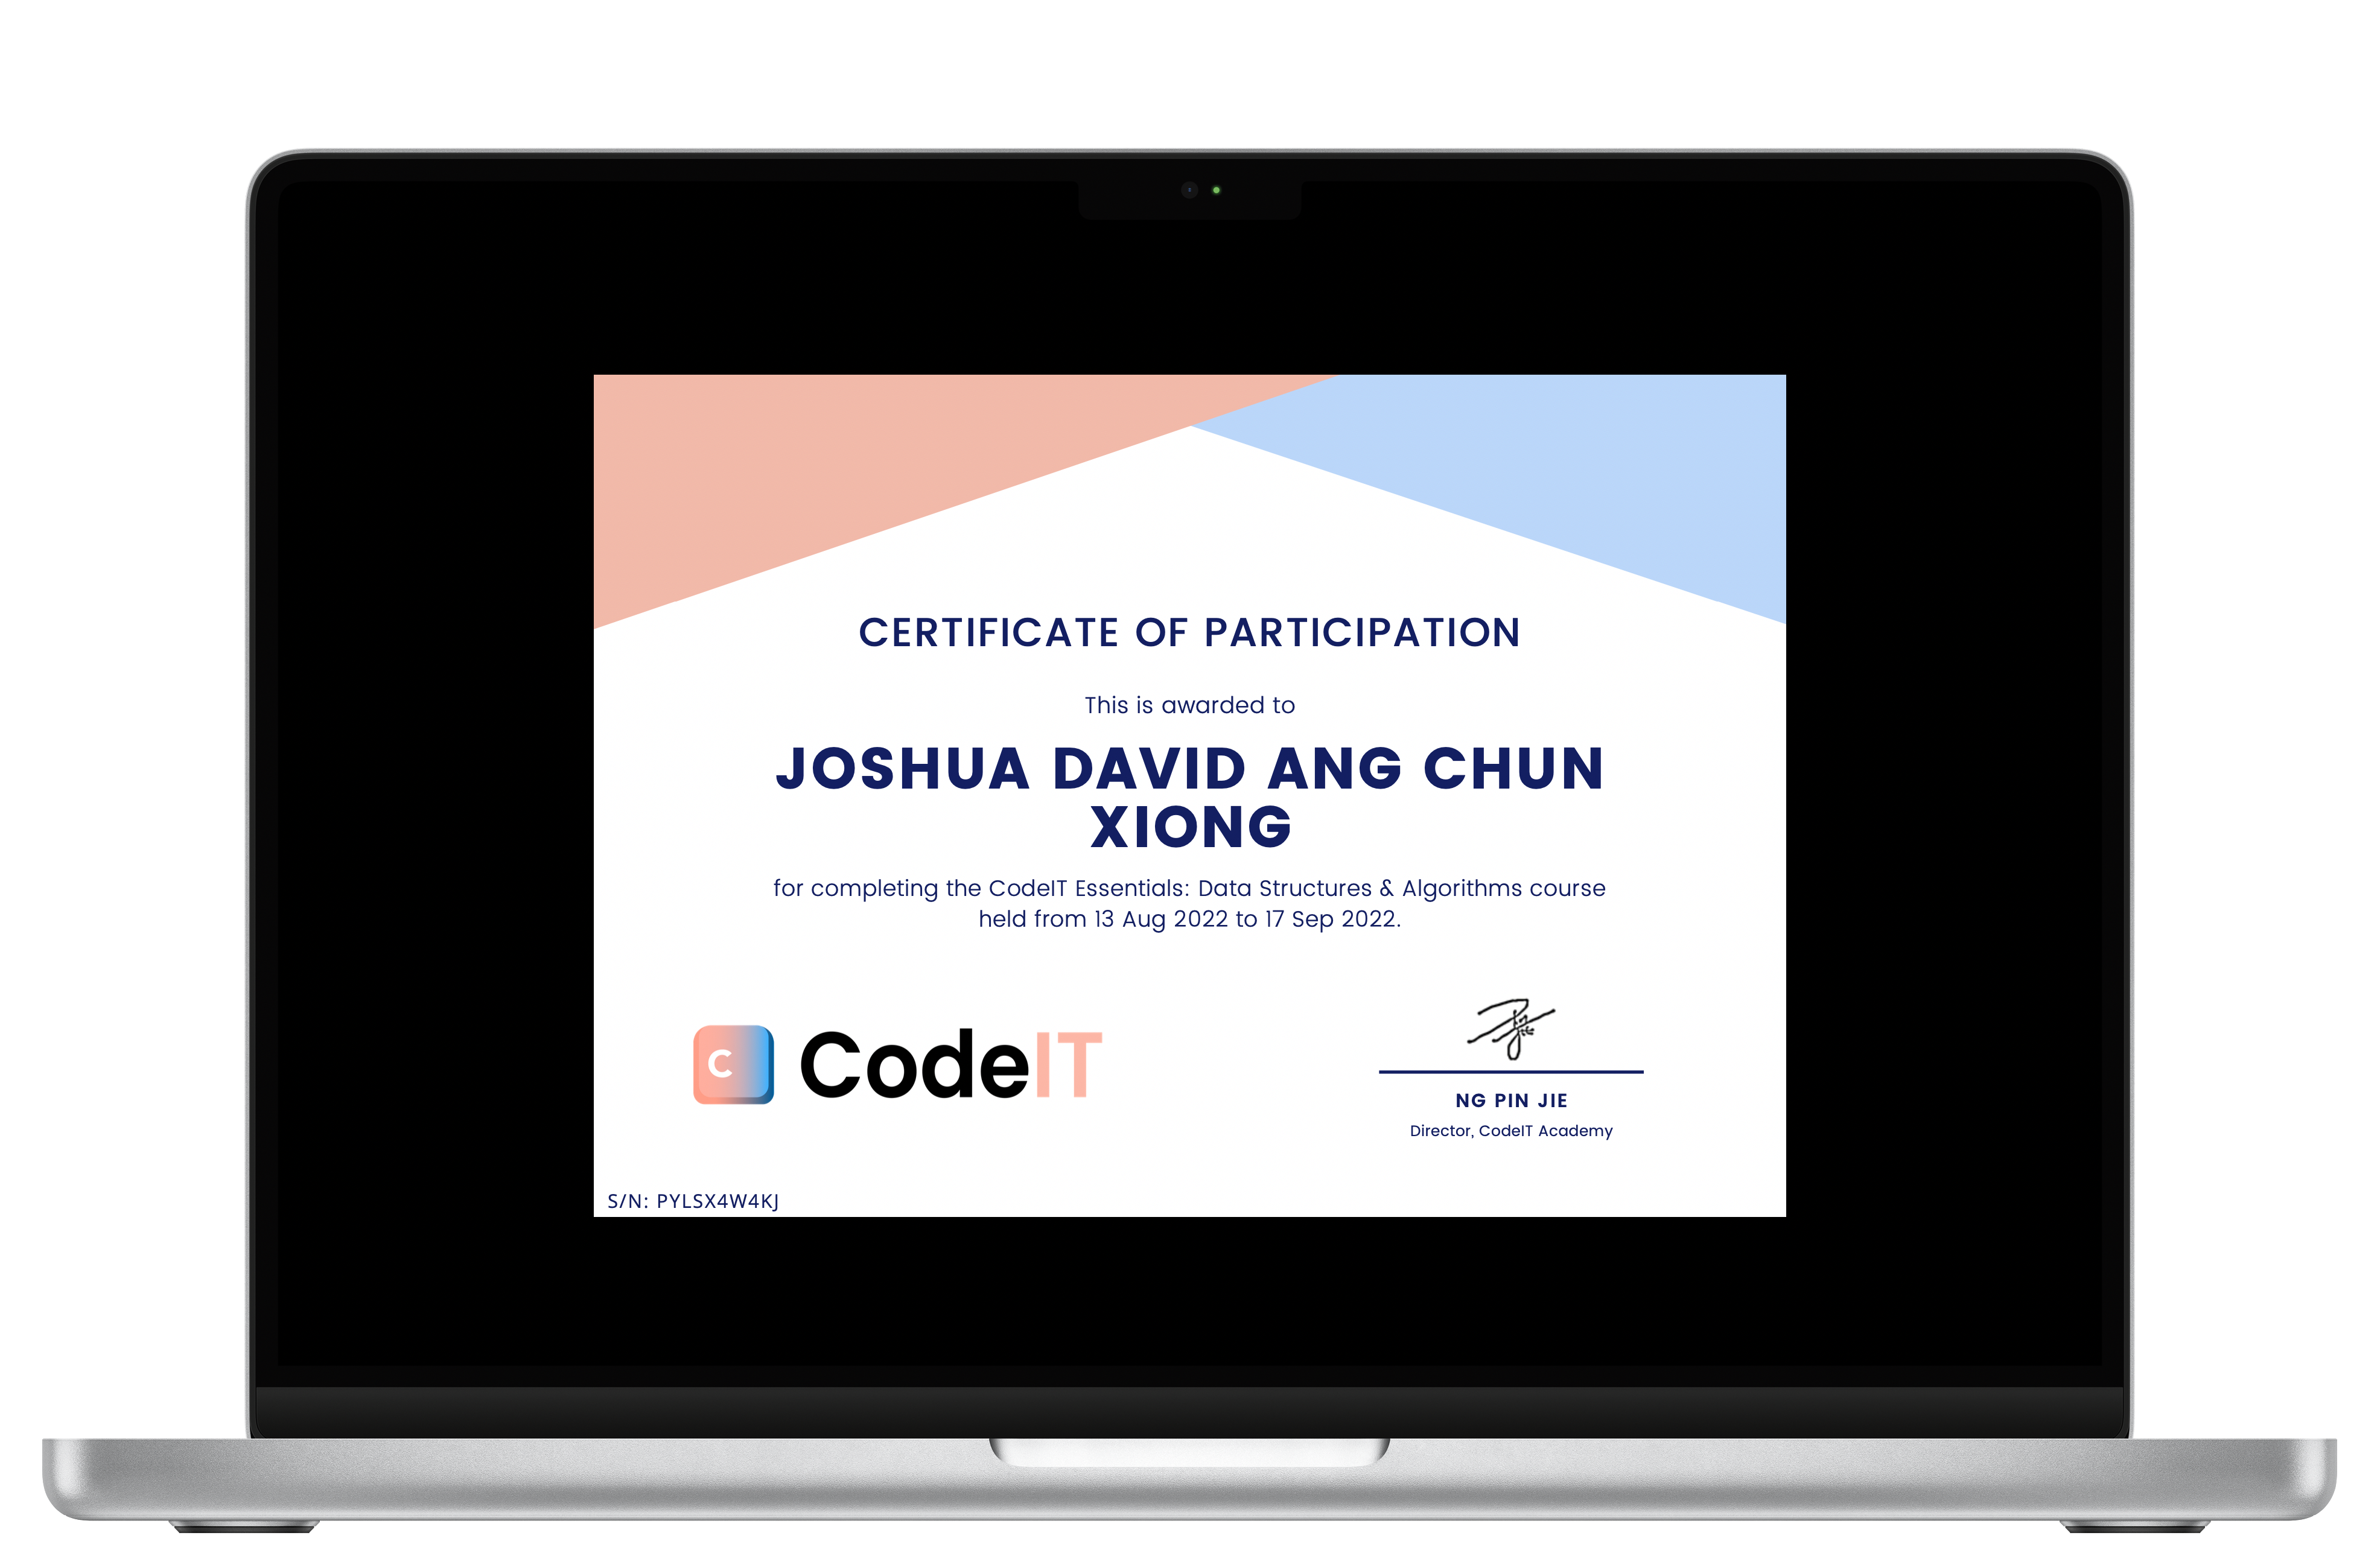 CERTIFICATE OF PARTICIPATION
This is awarded to
JOSHUA DAVID ANG CHUN
XIONG
for completing the CodeIT Essentials: Data Structures & Algorithms course
held from 13 Aug 2022 to 17 Sep 2022.
C CodeIT
NG PIN JIE
Director, CodeIT Academy
S/N: PYLSX4W4KJ